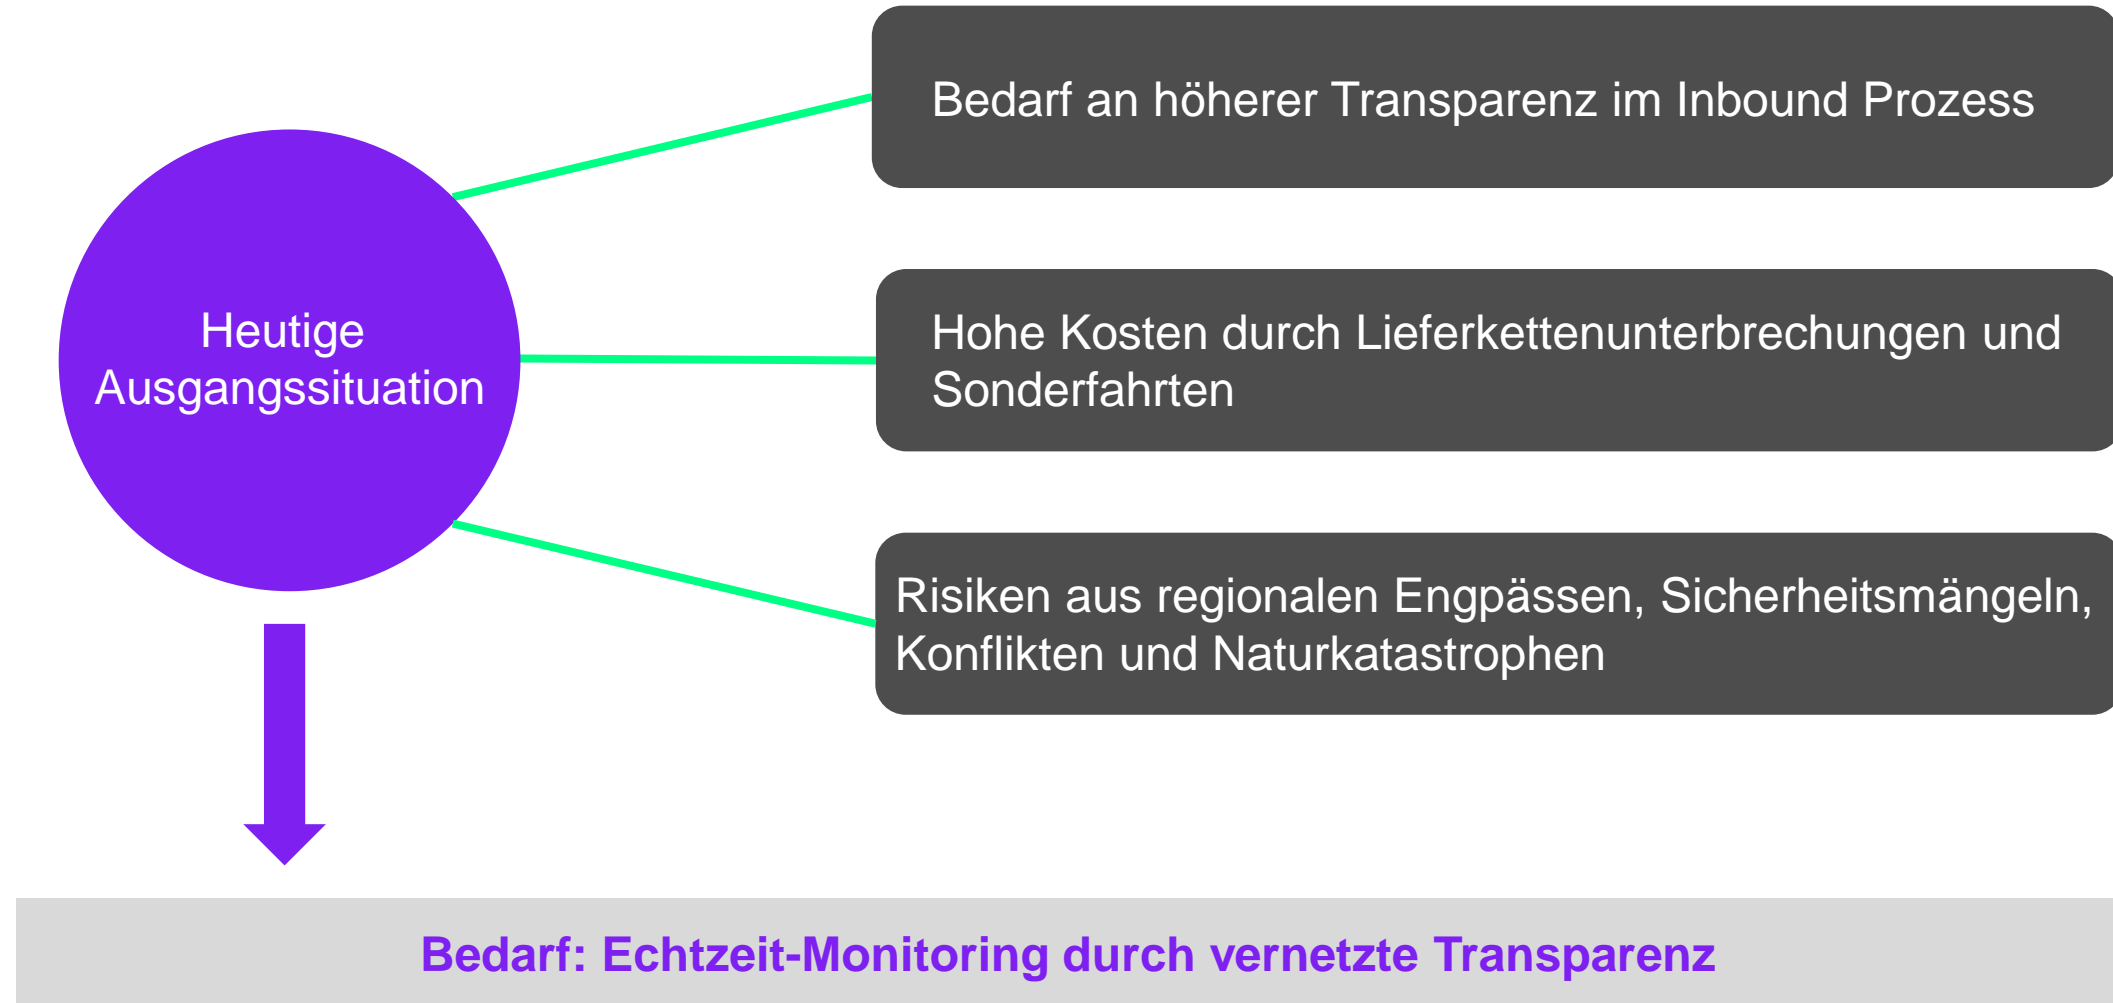 Bedarf an höherer Transparenz im Inbound Prozess
Heutige
Ausgangssituation
Hohe Kosten durch Lieferkettenunterbrechungen und
Sonderfahrten
Risiken aus regionalen Engpässen, Sicherheitsmängeln,
Konflikten und Naturkatastrophen
Bedarf: Echtzeit-Monitoring durch vernetzte Transparenz